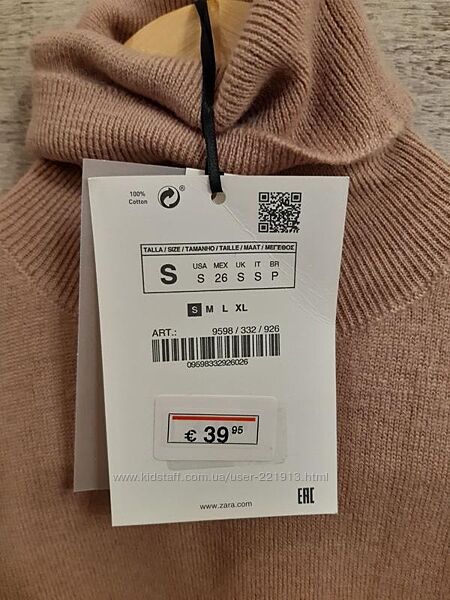 100%
Cotton
®
TALLA / SIZE / TAMANHO / TAILLE / MAAT / ΜΕΓΕΘΟΣ
S
USA MEX UK IT BR
S 26 S S P
S M L XL
ART.: 9598 / 332 / 926
09598332926026
€ 39 95
www.kidstaff.com.ua/user-221913.html
www.zara.com
EAC